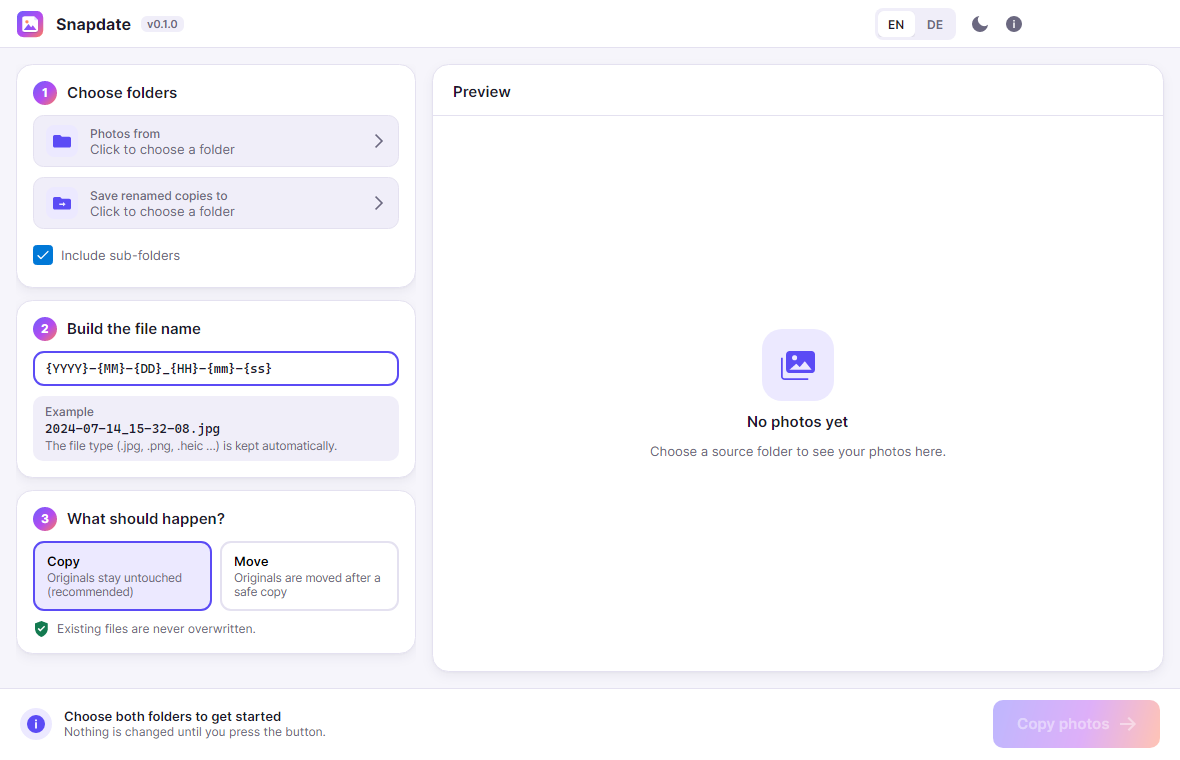 Snapdate v0.1.0
EN DE
1 Choose folders
Photos from
Click to choose a folder
Save renamed copies to
Click to choose a folder
Include sub-folders
2 Build the file name
{YYYY}-{MM}-{DD}_{HH}-{mm}-{ss}
Example
2024-07-14_15-32-08.jpg
The file type (.jpg, .png, .heic ...) is kept automatically.
3 What should happen?
Copy
Originals stay untouched
(recommended)
Move
Originals are moved after a
safe copy
Existing files are never overwritten.
Preview
No photos yet
Choose a source folder to see your photos here.
Choose both folders to get started
Nothing is changed until you press the button.
Copy photos